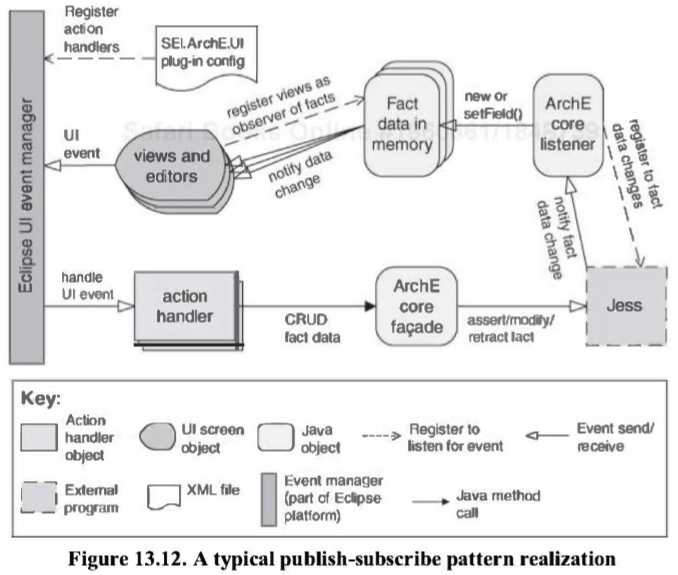 Register
action
handlers
SEI.ArchE.UI
plug-in config
register views as
observer of facts
Fact
data in
memory
new or
setField()
ArchE
core
listener
register to fact
data changes
UI
event
views and
editors
notify data
change
notify fact
data change
Eclipse UI event manager
handle
UI event
action
handler
CRUD
fact data
ArchE
core
façade
assert/modify/
retract fact
Jess
Key:
Action
handler
object
UI screen
object
Java
object
Register to
listen for event
Event send/
receive
External
program
XML file
Event manager
(part of Eclipse
platform)
Java method
call
Figure 13.12. A typical publish-subscribe pattern realization